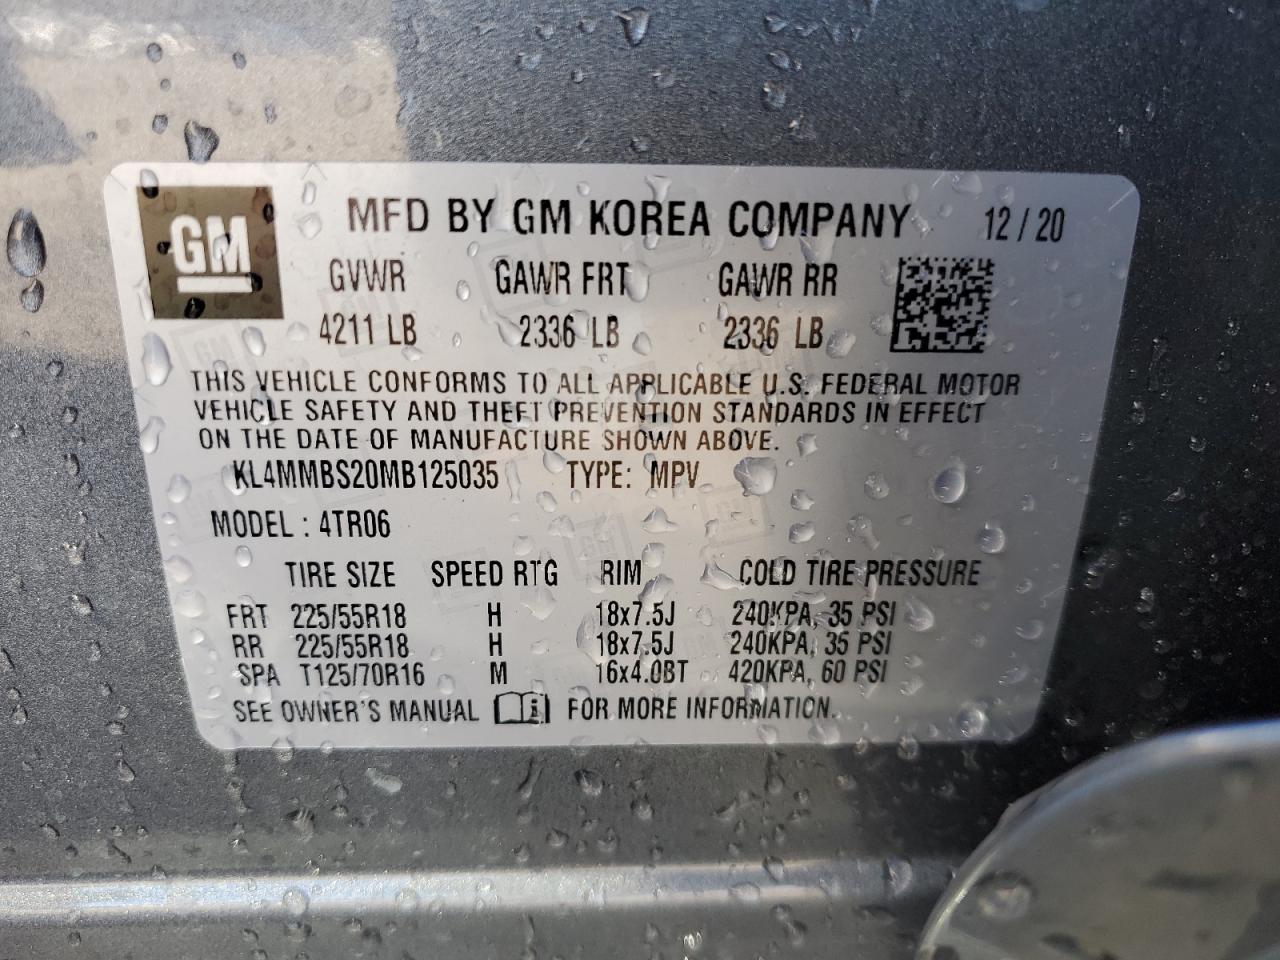 GM MFD BY GM KOREA COMPANY 12 / 20
GVWR GAWR FRT GAWR RR
4211 LB 2336 LB 2336 LB
THIS VEHICLE CONFORMS TO ALL APPLICABLE U.S. FEDERAL MOTOR
VEHICLE SAFETY AND THEFT PREVENTION STANDARDS IN EFFECT
ON THE DATE OF MANUFACTURE SHOWN ABOVE.
KL4MMBS20MB125035 TYPE: MPV
MODEL : 4TR06
TIRE SIZE SPEED RTG RIM COLD TIRE PRESSURE
FRT 225/55R18 H 18x7.5J 240KPA, 35 PSI
RR 225/55R18 H 18x7.5J 240KPA, 35 PSI
SPA T125/70R16 M 16x4.0BT 420KPA, 60 PSI
SEE OWNER'S MANUAL i FOR MORE INFORMATION.